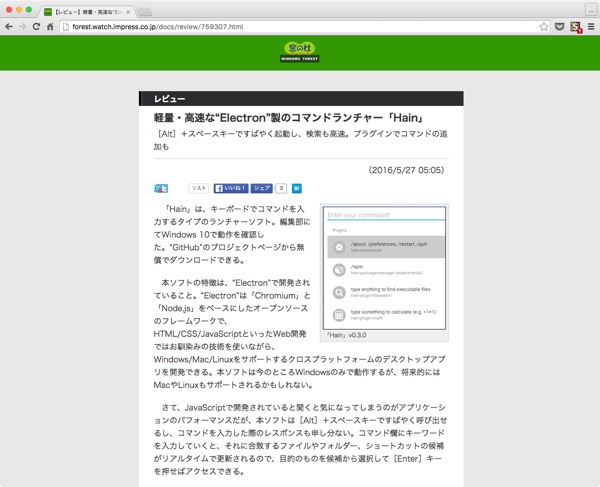 【レビュー】軽量・高速な“Ele
forest.watch.impress.co.jp/docs/review/759307.html
窓の杜
WINDOWS FOREST
レビュー
軽量・高速な“Electron”製のコマンドランチャー「Hain」
［Alt］＋スペースキーですばやく起動し、検索も高速。プラグインでコマンドの追
加も
（2016/5/27 05:05）
リスト
いいね！
シェア
3
B!
「Hain」は、キーボードでコマンドを入
力するタイプのランチャーソフト。編集部に
てWindows 10で動作を確認し
た。“GitHub”のプロジェクトページから無
償でダウンロードできる。
Enter your command!
Plugins
/about, /preferences, /restart, /quit
hain-commands
/hpm
hain-package-manager (experimental)
type anything to find executable files
hain-plugin-filesearch
type something to calculate (e.g. =1+1)
hain-plugin-math
「Hain」v0.3.0
本ソフトの特徴は、“Electron”で開発されて
いること。“Electron”は「Chromium」と
「Node.js」をベースにしたオープンソース
のフレームワークで、
HTML/CSS/JavaScriptといったWeb開発
ではお馴染みの技術を使いながら、
Windows/Mac/Linuxをサポートするクロスプラットフォームのデスクトップアプ
リを開発できる。本ソフトは今のところWindowsのみで動作するが、将来的には
MacやLinuxもサポートされるかもしれない。
さて、JavaScriptで開発されていると聞くと気になってしまうのがアプリケーシ
ョンのパフォーマンスだが、本ソフトは［Alt］＋スペースキーですばやく呼び出せ
るし、コマンドを入力した際のレスポンスも申し分ない。コマンド欄にキーワード
を入力していくと、それに合致するファイルやフォルダー、ショートカットの候補
がリアルタイムで更新されるので、目的のものを候補から選択して［Enter］キー
を押せばアクセスできる。